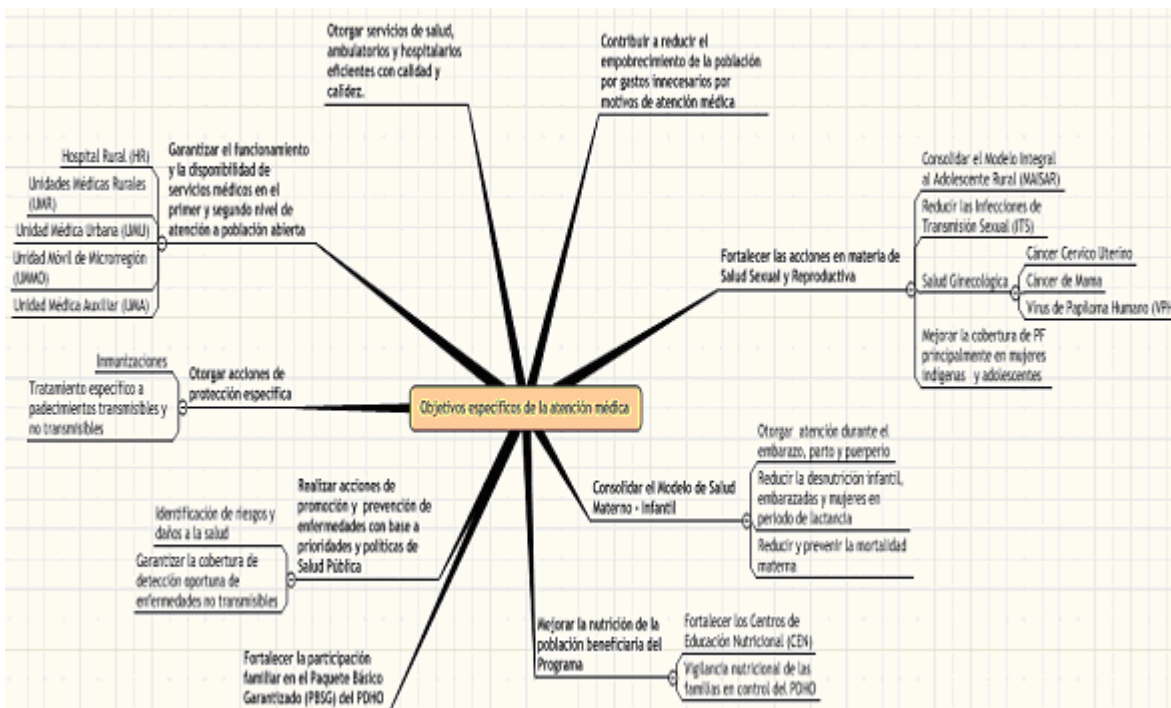 Otorgar servicios de salud,
ambulatorios y hospitalarios
eficientes con calidad y
calidez.
Contribuir a reducir el
empobrecimiento de la población
por gastos innecesarios por
motivos de atención médica
Garantizar el funcionamiento
y la disponibilidad de
servicios médicos en el
primer y segundo nivel de
atención a población abierta
Hospital Rural (HR)
Unidades Médicas Rurales
(UMR)
Unidad Médica Urbana (UMU)
Unidad Móvil de Microrregión
(UMMO)
Unidad Médica Auxiliar (UMA)
Fortalecer las acciones en materia de
Salud Sexual y Reproductiva
Consolidar el Modelo Integral
al Adolescente Rural (MAISAR)
Reducir las Infecciones de
Transmisión Sexual (ITS)
Salud Ginecológica
Cáncer Cervico Uterino
Cáncer de Mama
Virus de Papiloma Humano (VPH
Mejorar la cobertura de PF
principalmente en mujeres
indígenas y adolescentes
Otorgar acciones de
protección específica
Inmunizaciones
Tratamiento específico a
padecimientos transmisibles y
no transmisibles
Objetivos específicos de la atención médica
Consolidar el Modelo de Salud
Materno - Infantil
Otorgar atención durante el
embarazo, parto y puerperio
Reducir la desnutrición infantil,
embarazadas y mujeres en
periodo de lactancia
Reducir y prevenir la mortalidad
materna
Realizar acciones de
promoción y prevención de
enfermedades con base a
prioridades y políticas de
Salud Pública
Identificación de riesgos y
daños a la salud
Garantizar la cobertura de
detección oportuna de
enfermedades no transmisibles
Mejorar la nutrición de la
población beneficiaria del
Programa
Fortalecer los Centros de
Educación Nutricional (CEN)
Vigilancia nutricional de las
familias en control del PDHO
Fortalecer la participación
familiar en el Paquete Básico
Garantizado (PBSG) del PDHO